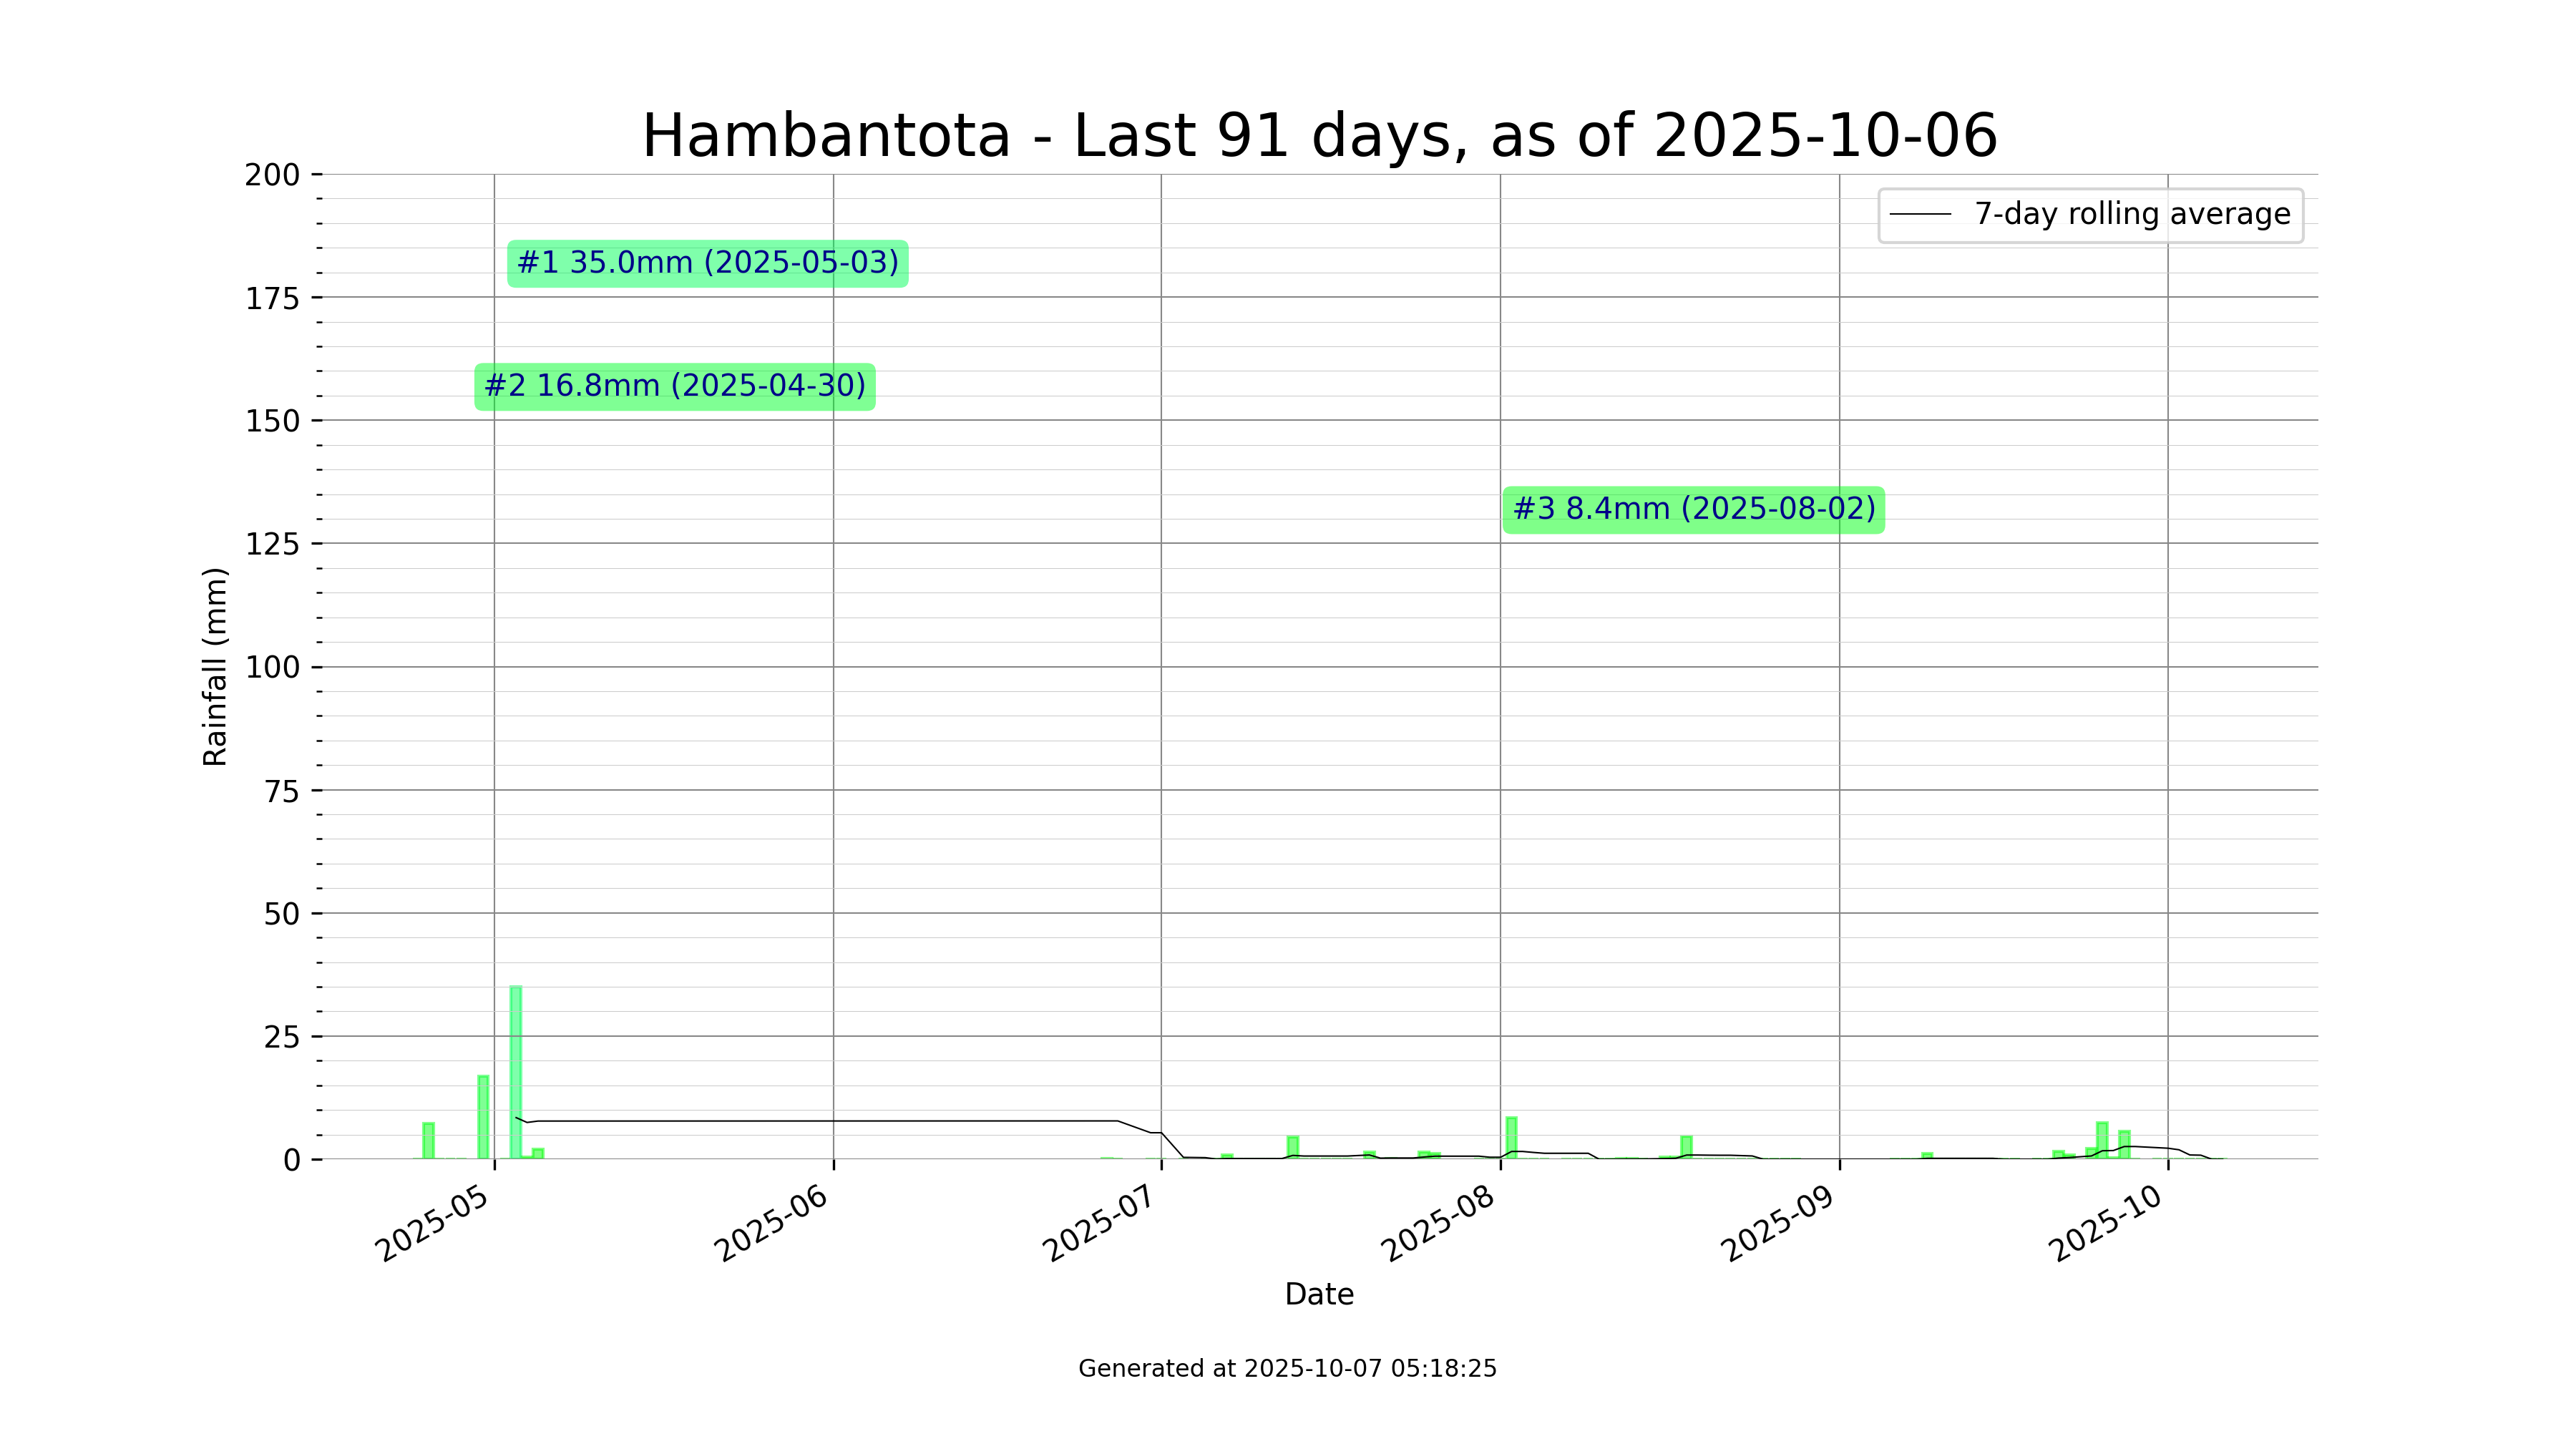 Hambantota - Last 91 days, as of 2025-10-06
7-day rolling average
#1 35.0mm (2025-05-03)
#2 16.8mm (2025-04-30)
#3 8.4mm (2025-08-02)
Rainfall (mm)
200
175
150
125
100
75
50
25
0
2025-05
2025-06
2025-07
2025-08
2025-09
2025-10
Date
Generated at 2025-10-07 05:18:25